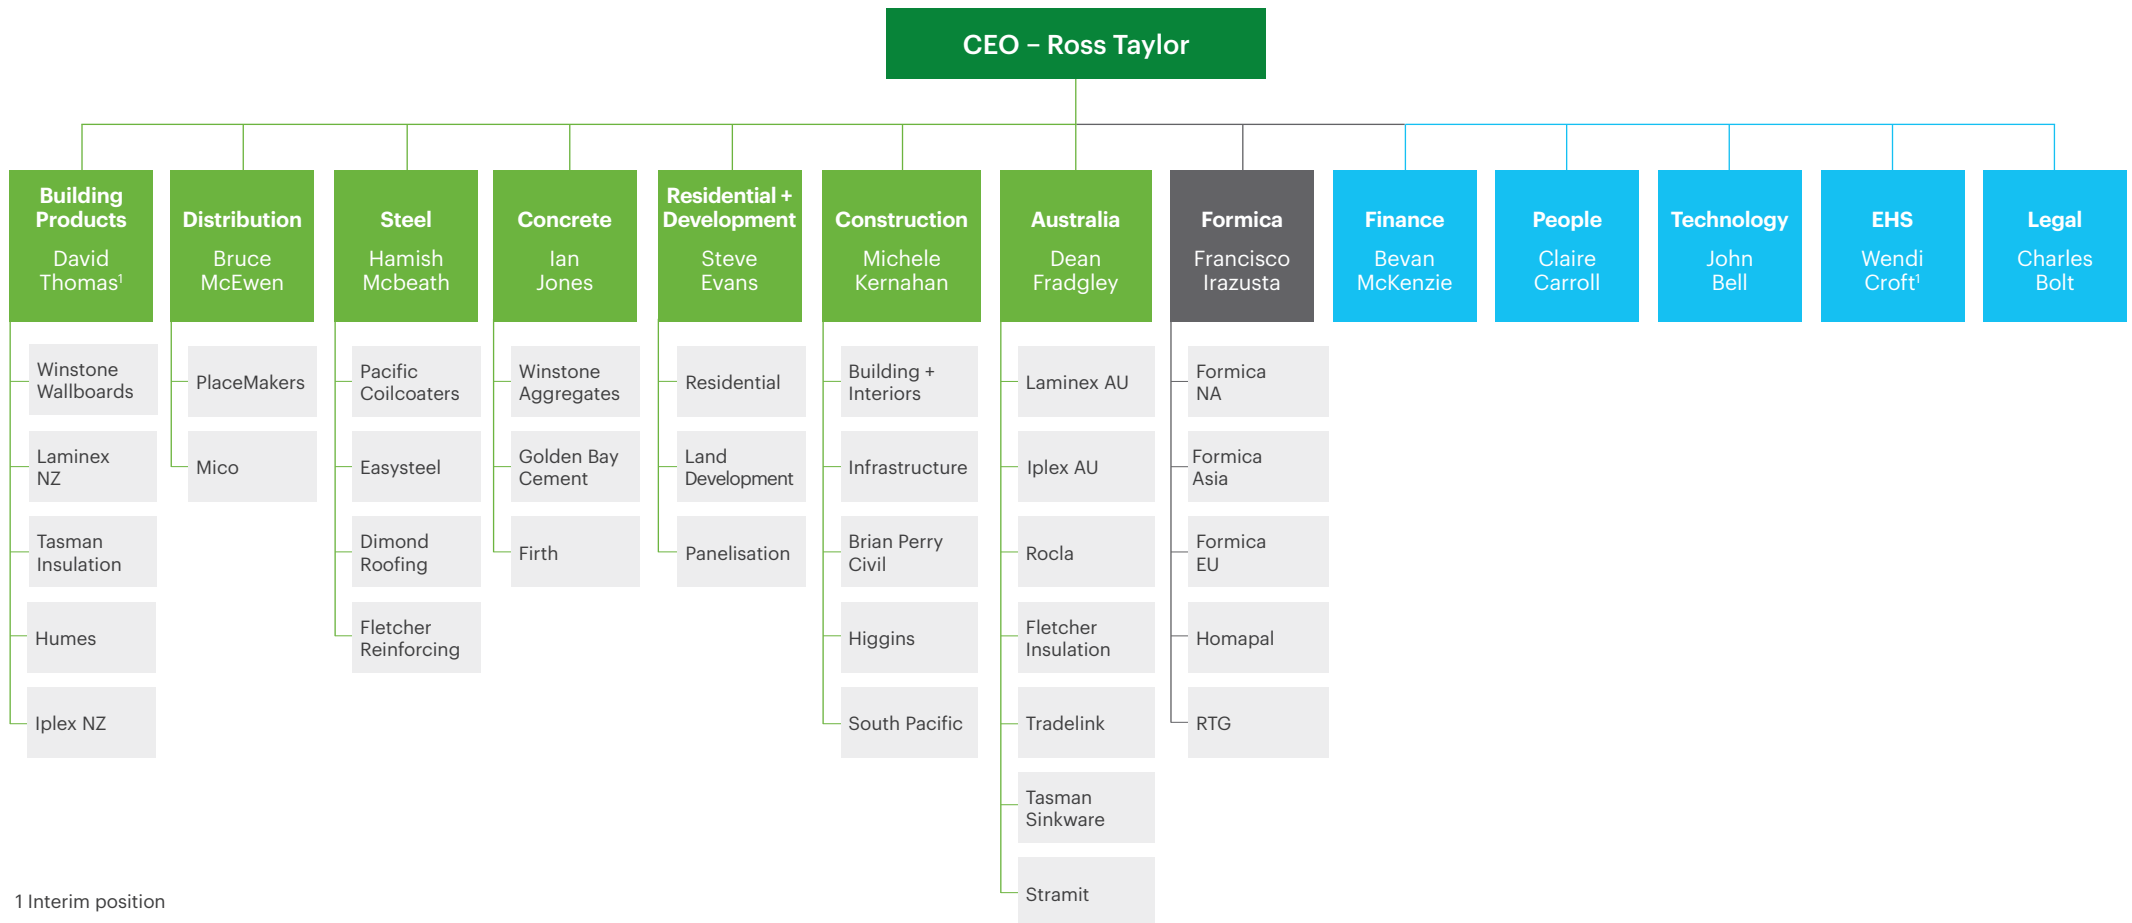 CEO – Ross Taylor
Building
Products
David
Thomas¹
Distribution
Bruce
McEwen
Steel
Hamish
Mcbeath
Concrete
Ian
Jones
Residential +
Development
Steve
Evans
Construction
Michele
Kernahan
Australia
Dean
Fradgley
Formica
Francisco
Irazusta
Finance
Bevan
McKenzie
People
Claire
Carroll
Technology
John
Bell
EHS
Wendi
Croft¹
Legal
Charles
Bolt
Winstone
Wallboards
Laminex
NZ
Tasman
Insulation
Humes
Iplex NZ
PlaceMakers
Mico
Pacific
Coilcoaters
Easysteel
Dimond
Roofing
Fletcher
Reinforcing
Winstone
Aggregates
Golden Bay
Cement
Firth
Residential
Land
Development
Panelisation
Building +
Interiors
Infrastructure
Brian Perry
Civil
Higgins
South Pacific
Laminex AU
Iplex AU
Rocla
Fletcher
Insulation
Tradelink
Tasman
Sinkware
Stramit
Formica
NA
Formica
Asia
Formica
EU
Homapal
RTG
1 Interim position